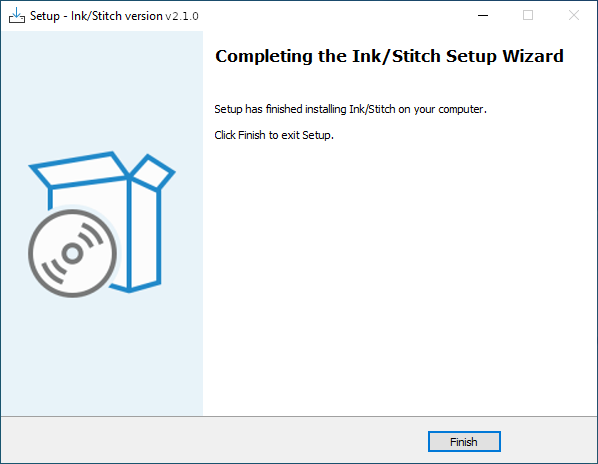 Setup - Ink/Stitch version v2.1.0
Completing the Ink/Stitch Setup Wizard
Setup has finished installing Ink/Stitch on your computer.
Click Finish to exit Setup.
Finish